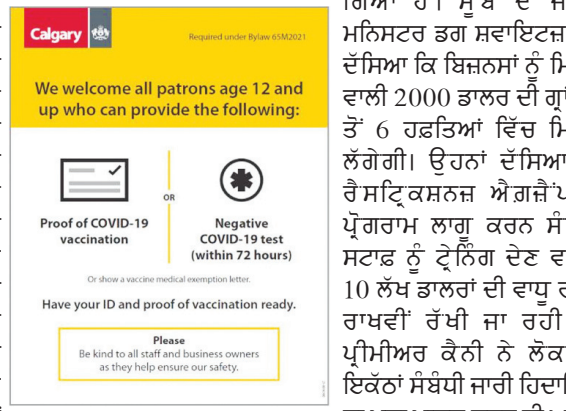 Calgary
Required under Bylaw 65M2021
We welcome all patrons age 12 and
up who can provide the following:
OR
Proof of COVID-19
vaccination
Negative
COVID-19 test
(within 72 hours)
Or show a vaccine medical exemption letter.
Have your ID and proof of vaccination ready.
Please
Be kind to all staff and business owners
as they help ensure our safety.
ਮਨਿਸਟਰ ਡਗ ਸ਼ਵਾਇਟਜ਼
ਦੱਸਿਆ ਕਿ ਬਿਜ਼ਨਸਾਂ ਨੂੰ
ਵਾਲੀ 2000 ਡਾਲਰ ਦੀ
ਤੋਂ 6 ਹਫ਼ਤਿਆਂ ਵਿੱਚ
ਲੱਗੇਗੀ। ਉਹਨਾਂ ਦੱਸਿਆ
ਰੈਸਟ੍ਰਿਕਸ਼ਨਜ਼
ਪ੍ਰੋਗਰਾਮ ਲਾਗੂ ਕਰਨ
ਸਟਾਫ਼ ਨੂੰ ਟ੍ਰੇਨਿੰਗ ਦੇਣ
10 ਲੱਖ ਡਾਲਰਾਂ ਦੀ ਵਾਧੂ
ਰਾਖਵੀਂ ਰੱਖੀ ਜਾ ਰਹੀ
ਪ੍ਰੀਮੀਅਰ ਕੈਨੀ ਨੇ
ਇਕੱਠਾਂ ਸੰਬੰਧੀ ਜਾਰੀ